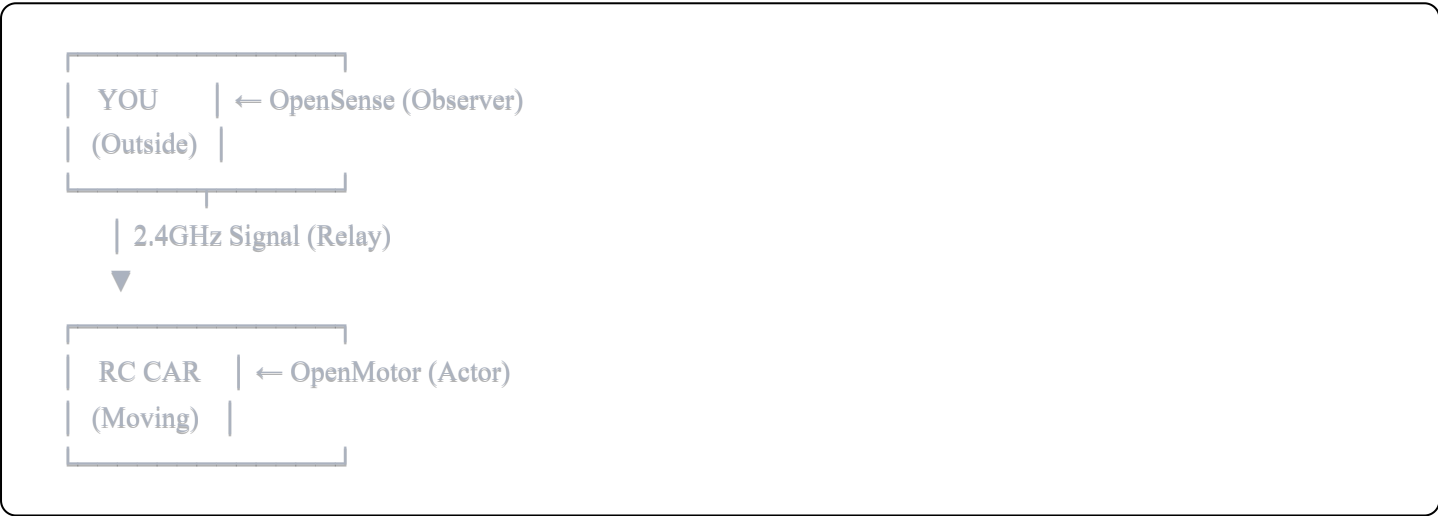 YOU ← OpenSense (Observer)
(Outside)
2.4GHz Signal (Relay)
▼
RC CAR ← OpenMotor (Actor)
(Moving)